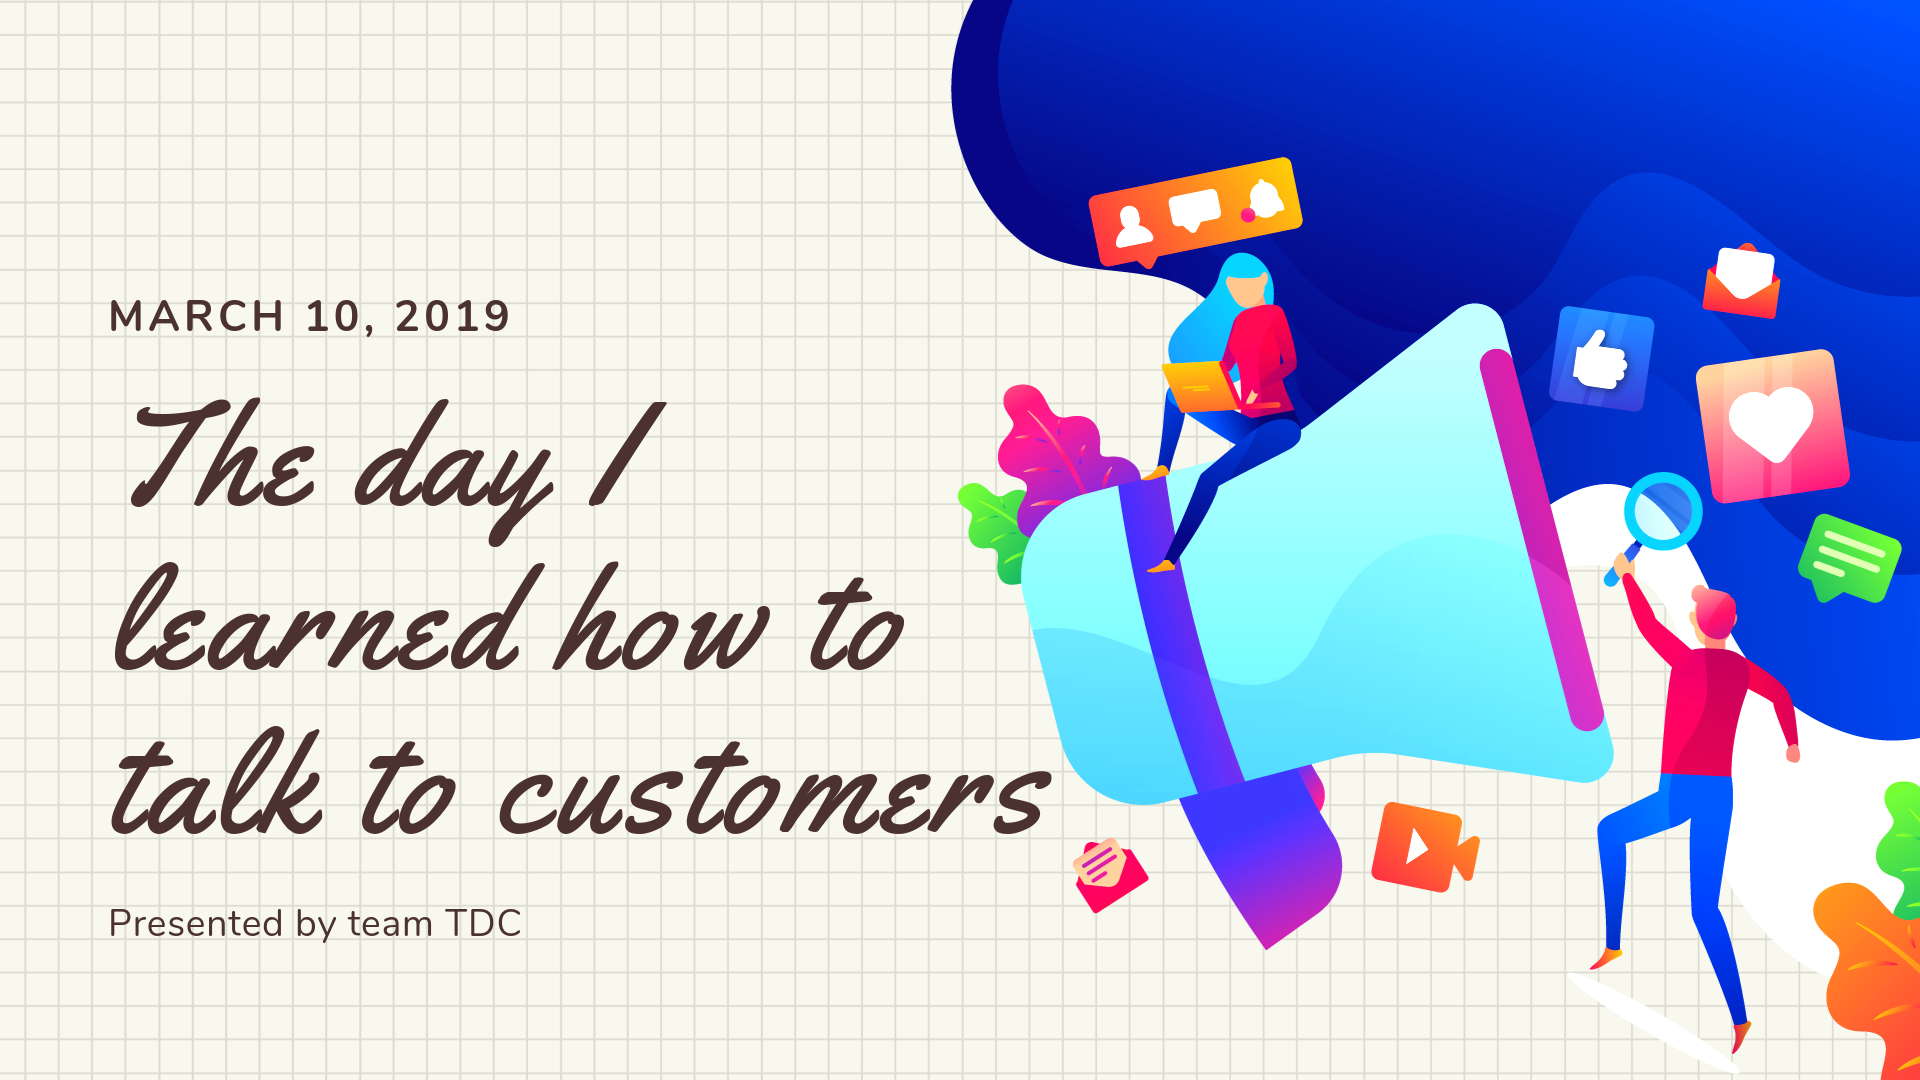 MARCH 10, 2019
The day I
learned how to
talk to customers
Presented by team TDC